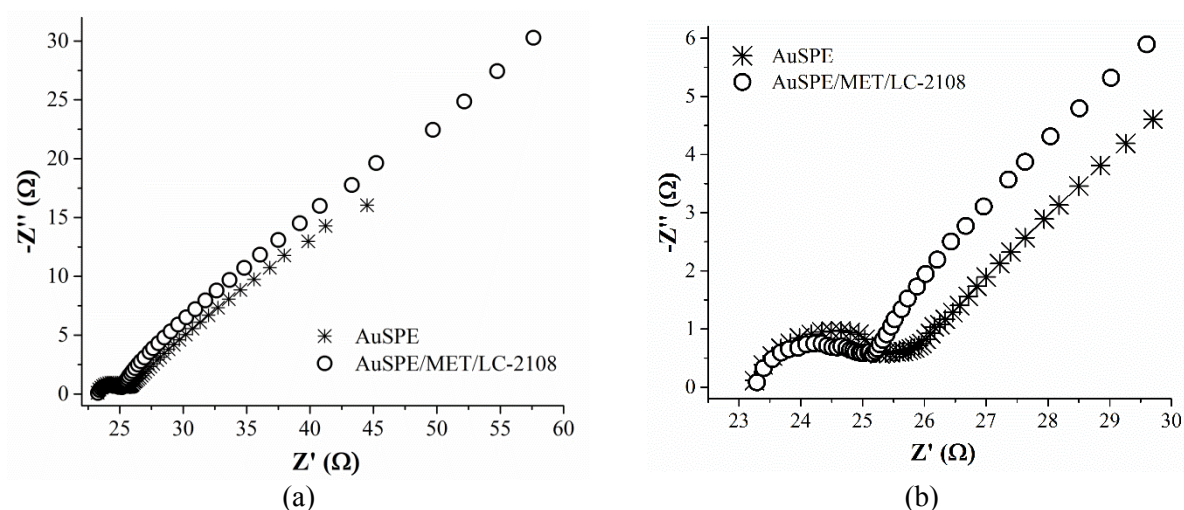 30
25
20
15
10
5
0
-Z'' (Ω)
AuSPE
AuSPE/MET/LC-2108
25 30 35 40 45 50 55 60
Z' (Ω)
(a)
6
5
4
3
2
1
0
-Z'' (Ω)
AuSPE
AuSPE/MET/LC-2108
23 24 25 26 27 28 29 30
Z' (Ω)
(b)